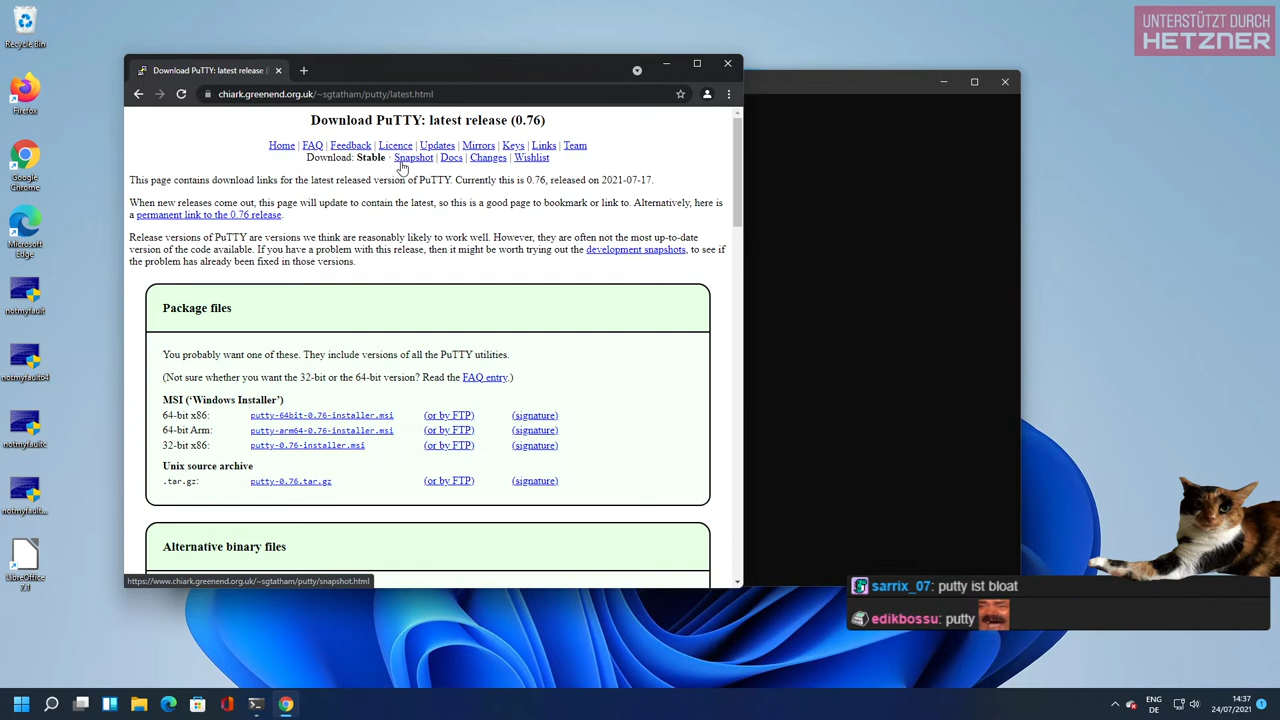 Recycle Bin
Firefox
Google
Chrome
Microsoft
Edge
notmyfault
notmyfault64
notmyfaultc
notmyfault...
LibreOffice
7.1
UNTERSTÜTZT DURCH
HETZNER
Download PuTTY: latest release (
chiark.greenend.org.uk/~sgtatham/putty/latest.html
Download PuTTY: latest release (0.76)
Home | FAQ | Feedback | Licence | Updates | Mirrors | Keys | Links | Team
Download: Stable · Snapshot | Docs | Changes | Wishlist
This page contains download links for the latest released version of PuTTY. Currently this is 0.76, released on 2021-07-17.
When new releases come out, this page will update to contain the latest, so this is a good page to bookmark or link to. Alternatively, here is
a permanent link to the 0.76 release.
Release versions of PuTTY are versions we think are reasonably likely to work well. However, they are often not the most up-to-date
version of the code available. If you have a problem with this release, then it might be worth trying out the development snapshots, to see if
the problem has already been fixed in those versions.
Package files
You probably want one of these. They include versions of all the PuTTY utilities.
(Not sure whether you want the 32-bit or the 64-bit version? Read the FAQ entry.)
MSI (‘Windows Installer’)
64-bit x86: putty-64bit-0.76-installer.msi (or by FTP) (signature)
64-bit Arm: putty-arm64-0.76-installer.msi (or by FTP) (signature)
32-bit x86: putty-0.76-installer.msi (or by FTP) (signature)
Unix source archive
.tar.gz: putty-0.76.tar.gz (or by FTP) (signature)
Alternative binary files
https://www.chiark.greenend.org.uk/~sgtatham/putty/snapshot.html
sarrix_07: putty ist bloat
edikbossu: putty
ENG
DE
14:37
24/07/2021
1